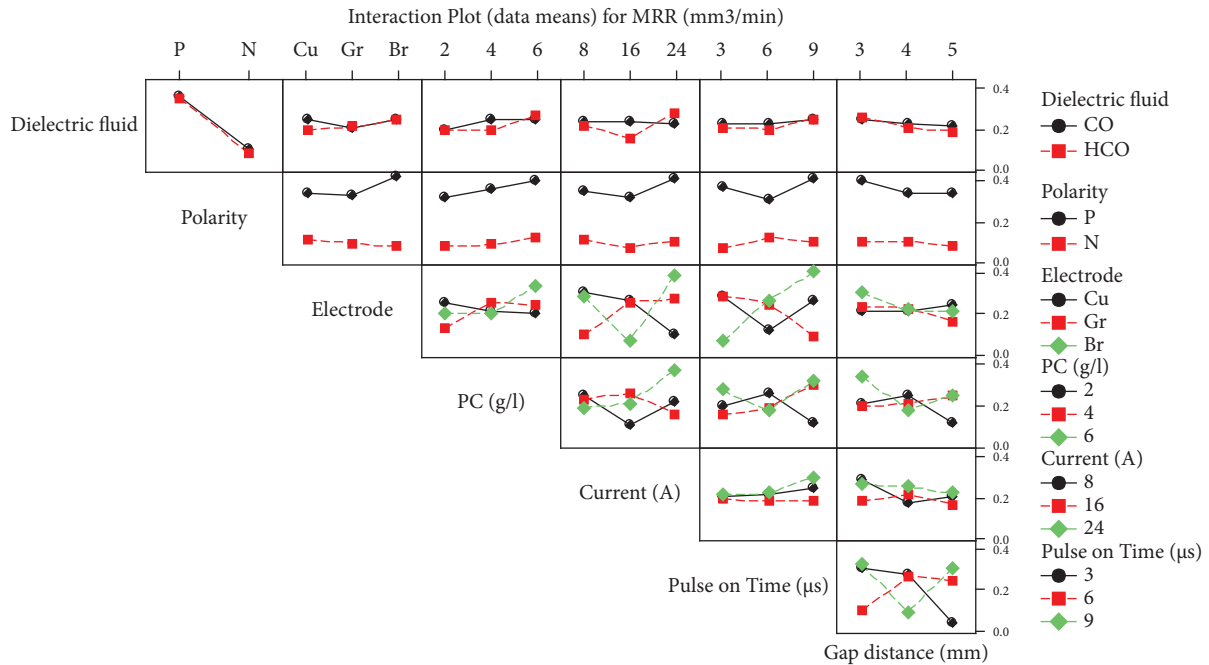 Interaction Plot (data means) for MRR (mm3/min)
P N Cu Gr Br 2 4 6 8 16 24 3 6 9 3 4 5
Dielectric fluid
0.4
0.2
0.0
Polarity
0.4
0.2
0.0
Electrode
0.4
0.2
0.0
PC (g/l)
0.4
0.2
0.0
Current (A)
0.4
0.2
0.0
Pulse on Time (μs)
0.4
0.2
0.0
Gap distance (mm)
Dielectric fluid
CO
HCO
Polarity
P
N
Electrode
Cu
Gr
Br
PC (g/l)
2
4
6
Current (A)
8
16
24
Pulse on Time (μs)
3
6
9